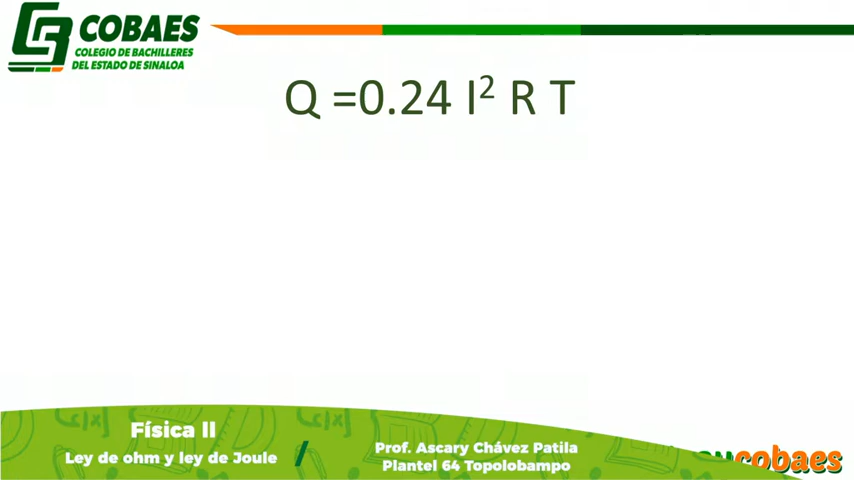 COBAES
COLEGIO DE BACHILLERES
DEL ESTADO DE SINALOA
Q =0.24 I² R T
Física II
Ley de ohm y ley de Joule
Prof. Ascary Chávez Patila
Plantel 64 Topolobampo
cobaes